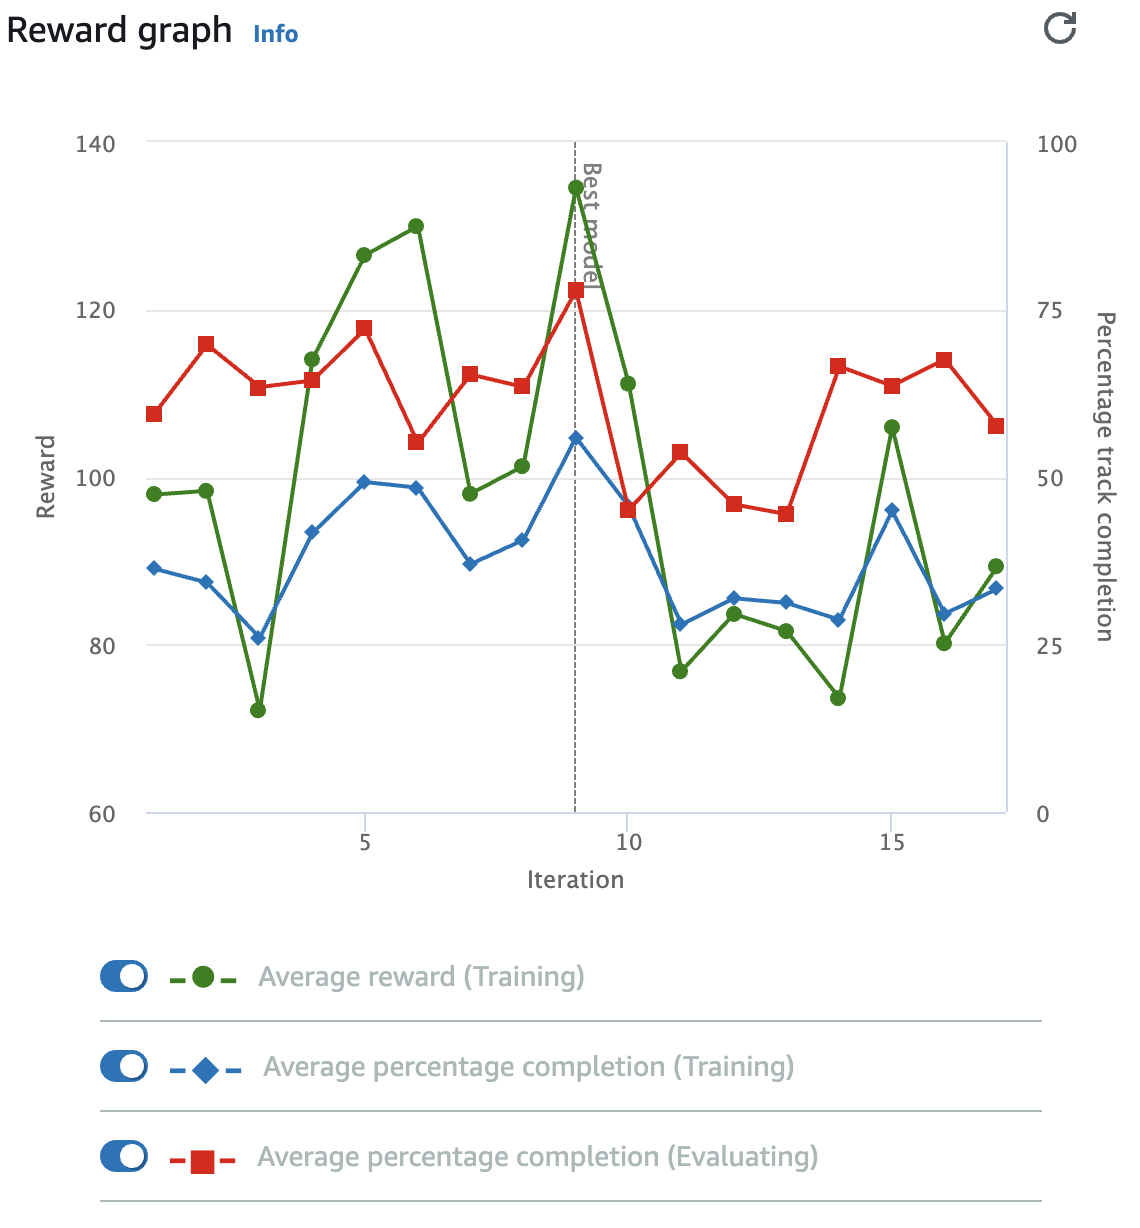 Reward graph Info
140 100
Best model
120 75
100 50
80 25
60 0
Reward
Percentage track completion
5 10 15
Iteration
Average reward (Training)
Average percentage completion (Training)
Average percentage completion (Evaluating)